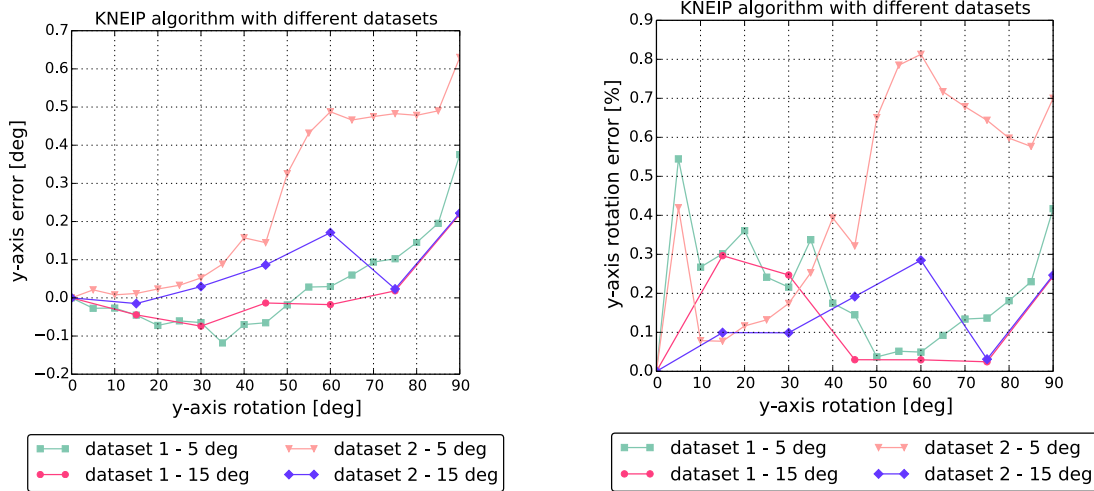 KNEIP algorithm with different datasets
0.7
0.6
0.5
0.4
0.3
0.2
0.1
0.0
−0.1
−0.2
y-axis error [deg]
0 10 20 30 40 50 60 70 80 90
y-axis rotation [deg]
dataset 1 - 5 deg
dataset 1 - 15 deg
dataset 2 - 5 deg
dataset 2 - 15 deg
KNEIP algorithm with different datasets
0.9
0.8
0.7
0.6
0.5
0.4
0.3
0.2
0.1
0.0
y-axis rotation error [%]
0 10 20 30 40 50 60 70 80 90
y-axis rotation [deg]
dataset 1 - 5 deg
dataset 1 - 15 deg
dataset 2 - 5 deg
dataset 2 - 15 deg